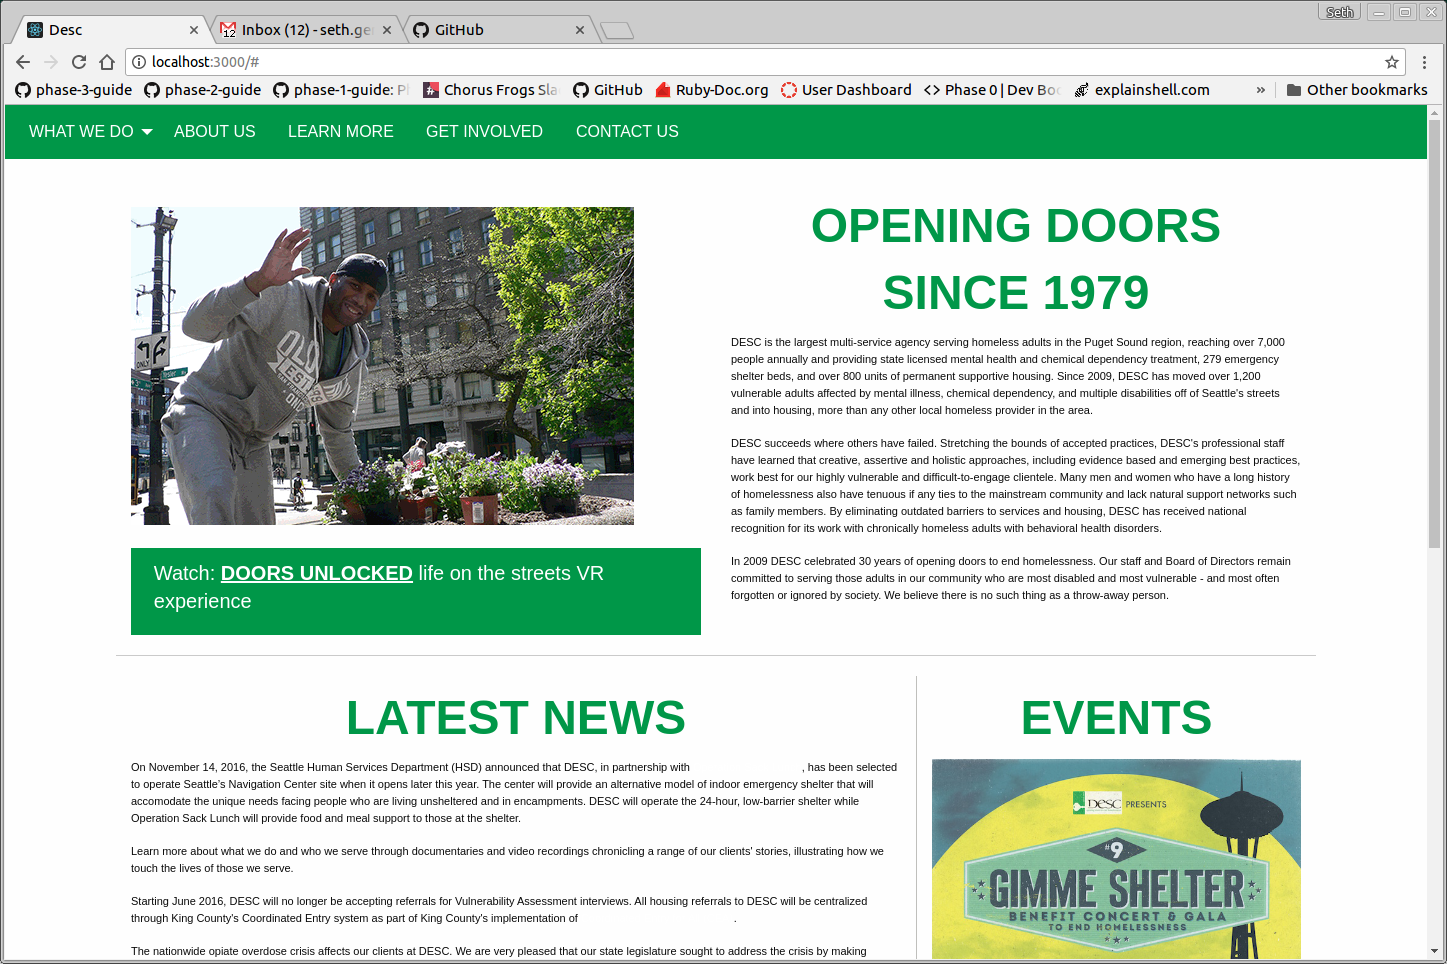 Seth
Desc
Inbox (12) - seth.ge
GitHub
localhost:3000/#
phase-3-guide
phase-2-guide
phase-1-guide: P
Chorus Frogs Sla
GitHub
Ruby-Doc.org
User Dashboard
<> Phase 0 | Dev Boo
explainshell.com
»
Other bookmarks
WHAT WE DO
ABOUT US
LEARN MORE
GET INVOLVED
CONTACT US
ONLY
OPENING DOORS
SINCE 1979
DESC is the largest multi-service agency serving homeless adults in the Puget Sound region, reaching over 7,000
people annually and providing state licensed mental health and chemical dependency treatment, 279 emergency
shelter beds, and over 800 units of permanent supportive housing. Since 2009, DESC has moved over 1,200
vulnerable adults affected by mental illness, chemical dependency, and multiple disabilities off of Seattle's streets
and into housing, more than any other local homeless provider in the area.
DESC succeeds where others have failed. Stretching the bounds of accepted practices, DESC's professional staff
have learned that creative, assertive and holistic approaches, including evidence based and emerging best practices,
work best for our highly vulnerable and difficult-to-engage clientele. Many men and women who have a long history
of homelessness also have tenuous if any ties to the mainstream community and lack natural support networks such
as family members. By eliminating outdated barriers to services and housing, DESC has received national
recognition for its work with chronically homeless adults with behavioral health disorders.
In 2009 DESC celebrated 30 years of opening doors to end homelessness. Our staff and Board of Directors remain
committed to serving those adults in our community who are most disabled and most vulnerable - and most often
forgotten or ignored by society. We believe there is no such thing as a throw-away person.
Watch: DOORS UNLOCKED life on the streets VR
experience
LATEST NEWS
On November 14, 2016, the Seattle Human Services Department (HSD) announced that DESC, in partnership with , has been selected
to operate Seattle's Navigation Center site when it opens later this year. The center will provide an alternative model of indoor emergency shelter that will
accomodate the unique needs facing people who are living unsheltered and in encampments. DESC will operate the 24-hour, low-barrier shelter while
Operation Sack Lunch will provide food and meal support to those at the shelter.
Learn more about what we do and who we serve through documentaries and video recordings chronicling a range of our clients' stories, illustrating how we
touch the lives of those we serve.
Starting June 2016, DESC will no longer be accepting referrals for Vulnerability Assessment interviews. All housing referrals to DESC will be centralized
through King County's Coordinated Entry system as part of King County's implementation of .
The nationwide opiate overdose crisis affects our clients at DESC. We are very pleased that our state legislature sought to address the crisis by making
EVENTS
DESC PRESENTS
#9
GIMME SHELTER
BENEFIT CONCERT & GALA
TO END HOMELESSNESS